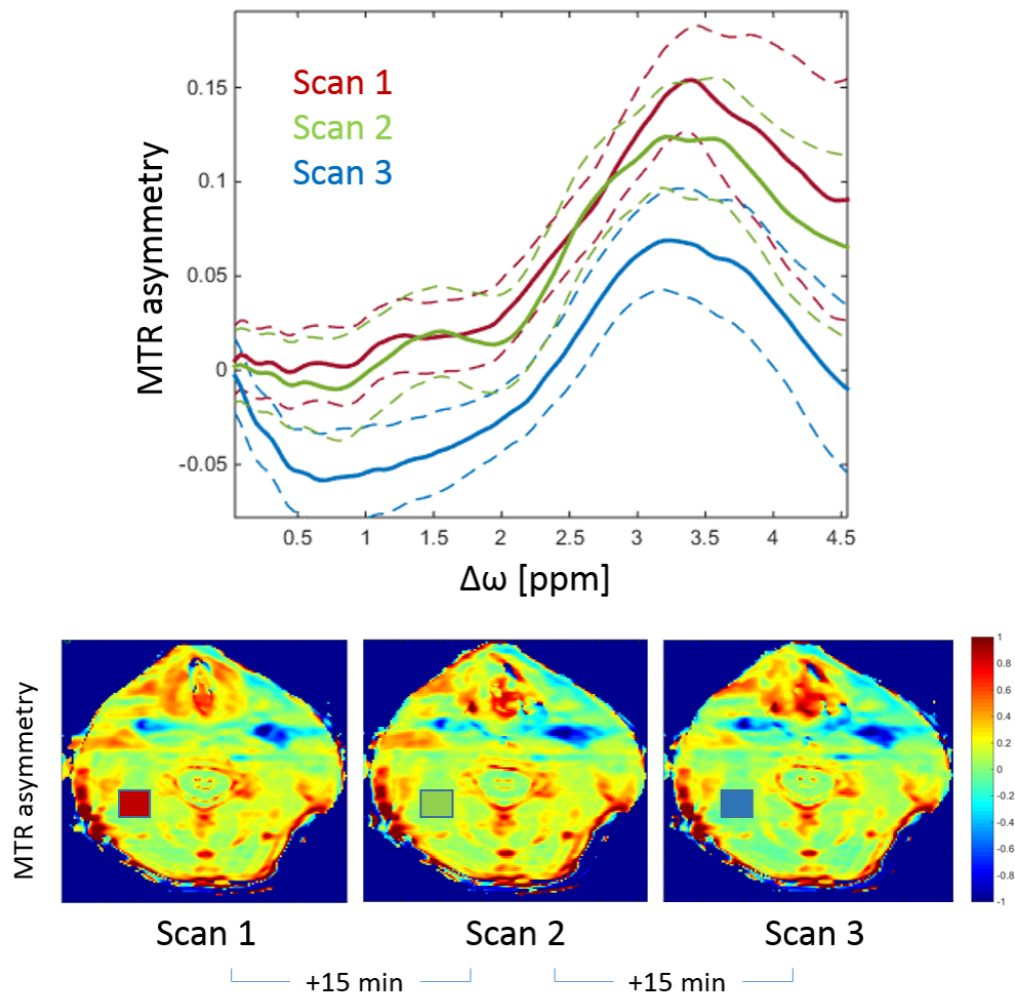 Scan 1
Scan 2
Scan 3
MTR asymmetry
0.15
0.1
0.05
0
-0.05
0.5 1 1.5 2 2.5 3 3.5 4 4.5
Δω [ppm]
MTR asymmetry
1
0.8
0.6
0.4
0.2
0
-0.2
-0.4
-0.6
-0.8
-1
Scan 1 Scan 2 Scan 3
+15 min +15 min